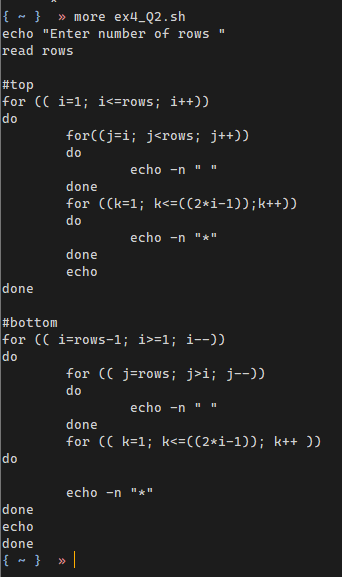 { ~ }  » more ex4_Q2.sh
echo "Enter number of rows "
read rows

#top
for (( i=1; i<=rows; i++))
do
        for((j=i; j<rows; j++))
        do
                echo -n " "
        done
        for ((k=1; k<=((2*i-1));k++))
        do
                echo -n "*"
        done
        echo
done

#bottom
for (( i=rows-1; i>=1; i--))
do
        for (( j=rows; j>i; j--))
        do
                echo -n " "
        done
        for (( k=1; k<=((2*i-1)); k++ ))
do

        echo -n "*"
done
echo
done
{ ~ }  »